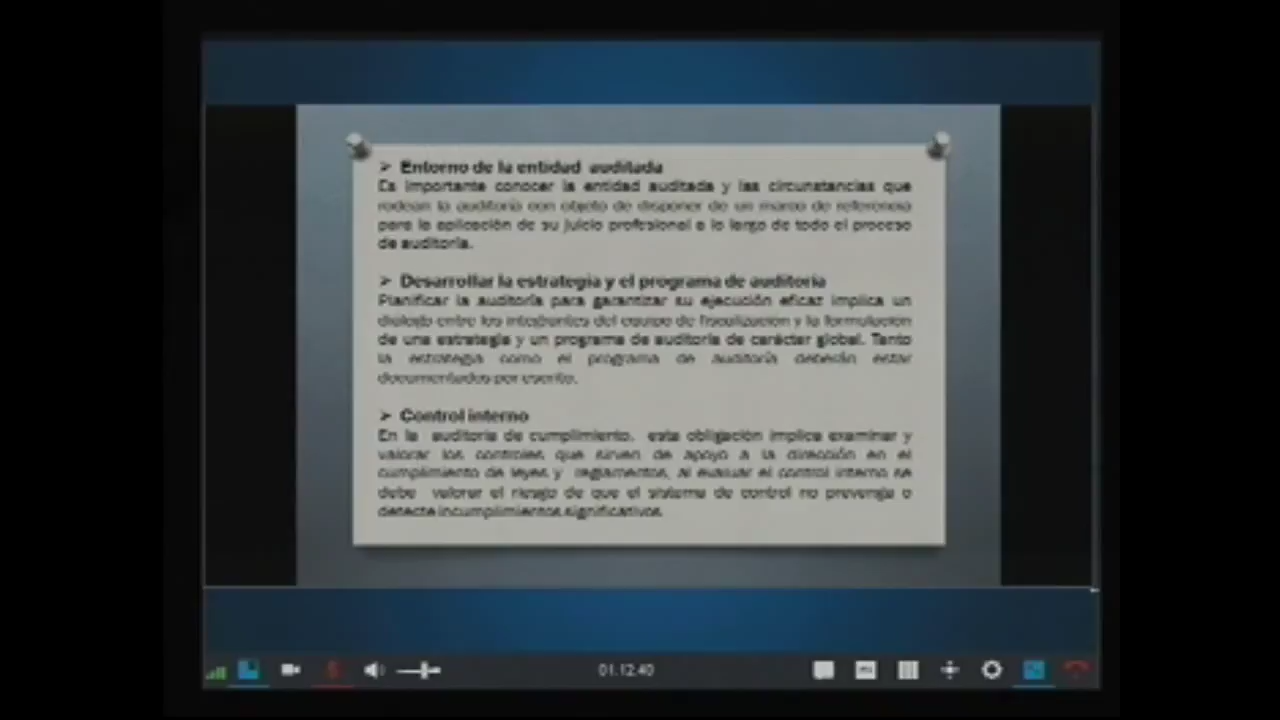 ➤ Entorno de la entidad auditada
Es importante conocer la entidad auditada y las circunstancias que
rodean la auditoría con objeto de disponer de un marco de referencia
para la aplicación de su juicio profesional a lo largo de todo el proceso
de auditoría.
➤ Desarrollar la estrategia y el programa de auditoría
Planificar la auditoría para garantizar su ejecución eficaz implica un
diálogo entre los integrantes del equipo de fiscalización y la formulación
de una estrategia y un programa de auditoría de carácter global. Tanto
la estrategia como el programa de auditoría deberán estar
documentados por escrito.
➤ Control interno
En la auditoría de cumplimiento, esta obligación implica examinar y
valorar los controles que sirven de apoyo a la dirección en el
cumplimiento de leyes y reglamentos, al evaluar el control interno se
debe valorar el riesgo de que el sistema de control no prevenga o
detecte incumplimientos significativos.
01:12:40